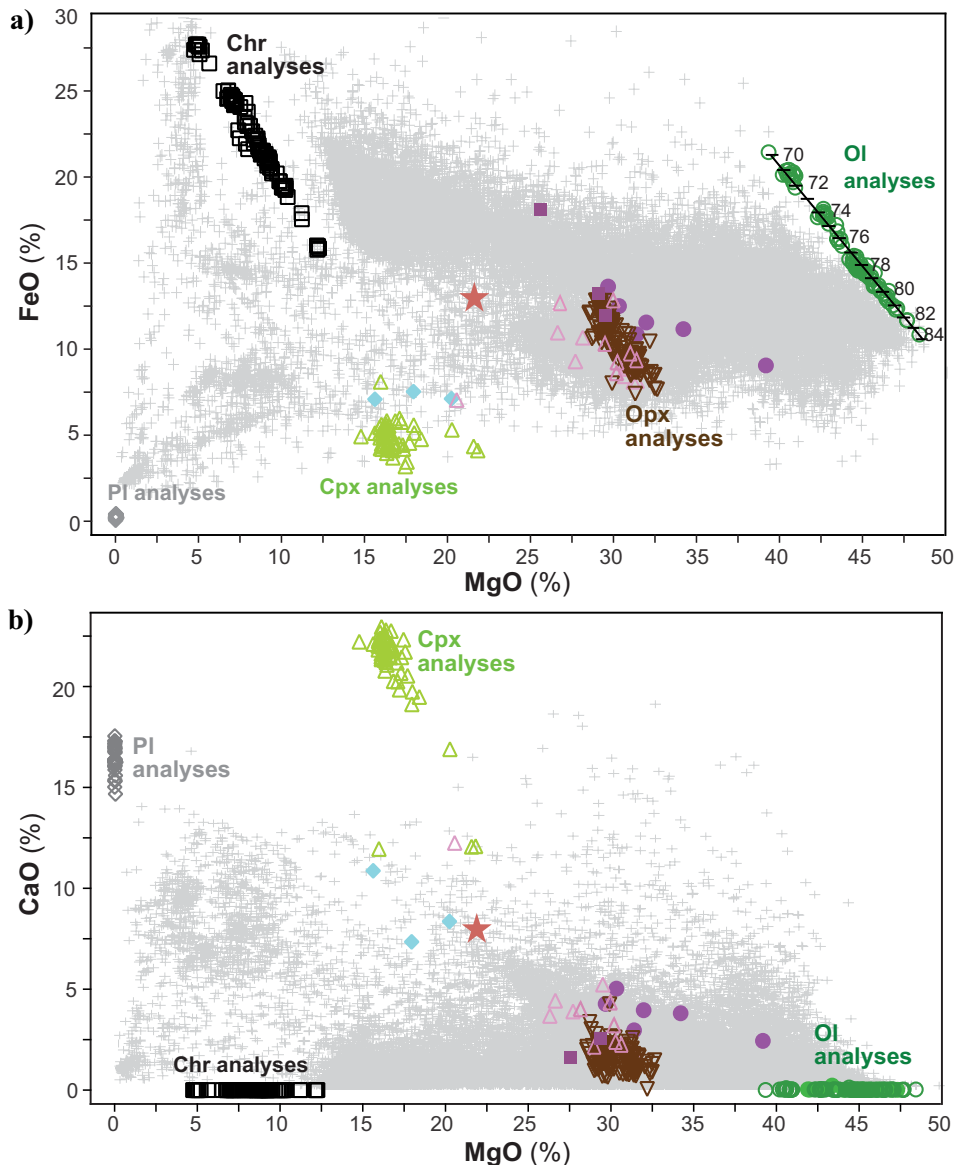 a)
30
25
20
15
10
5
0
FeO (%)
Chr
analyses
Ol
analyses
70
72
74
76
78
80
82
84
Opx
analyses
Cpx analyses
Pl analyses
0 5 10 15 20 25 30 35 40 45 50
MgO (%)
b)
20
15
10
5
0
CaO (%)
Cpx
analyses
Pl
analyses
Chr analyses
Ol
analyses
0 5 10 15 20 25 30 35 40 45 50
MgO (%)